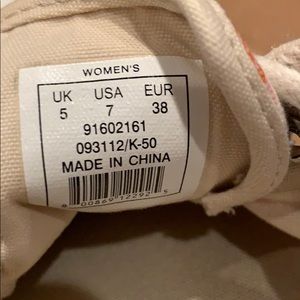 WOMEN'S
UK USA EUR
5 7 38
91602161
093112/K-50
MADE IN CHINA